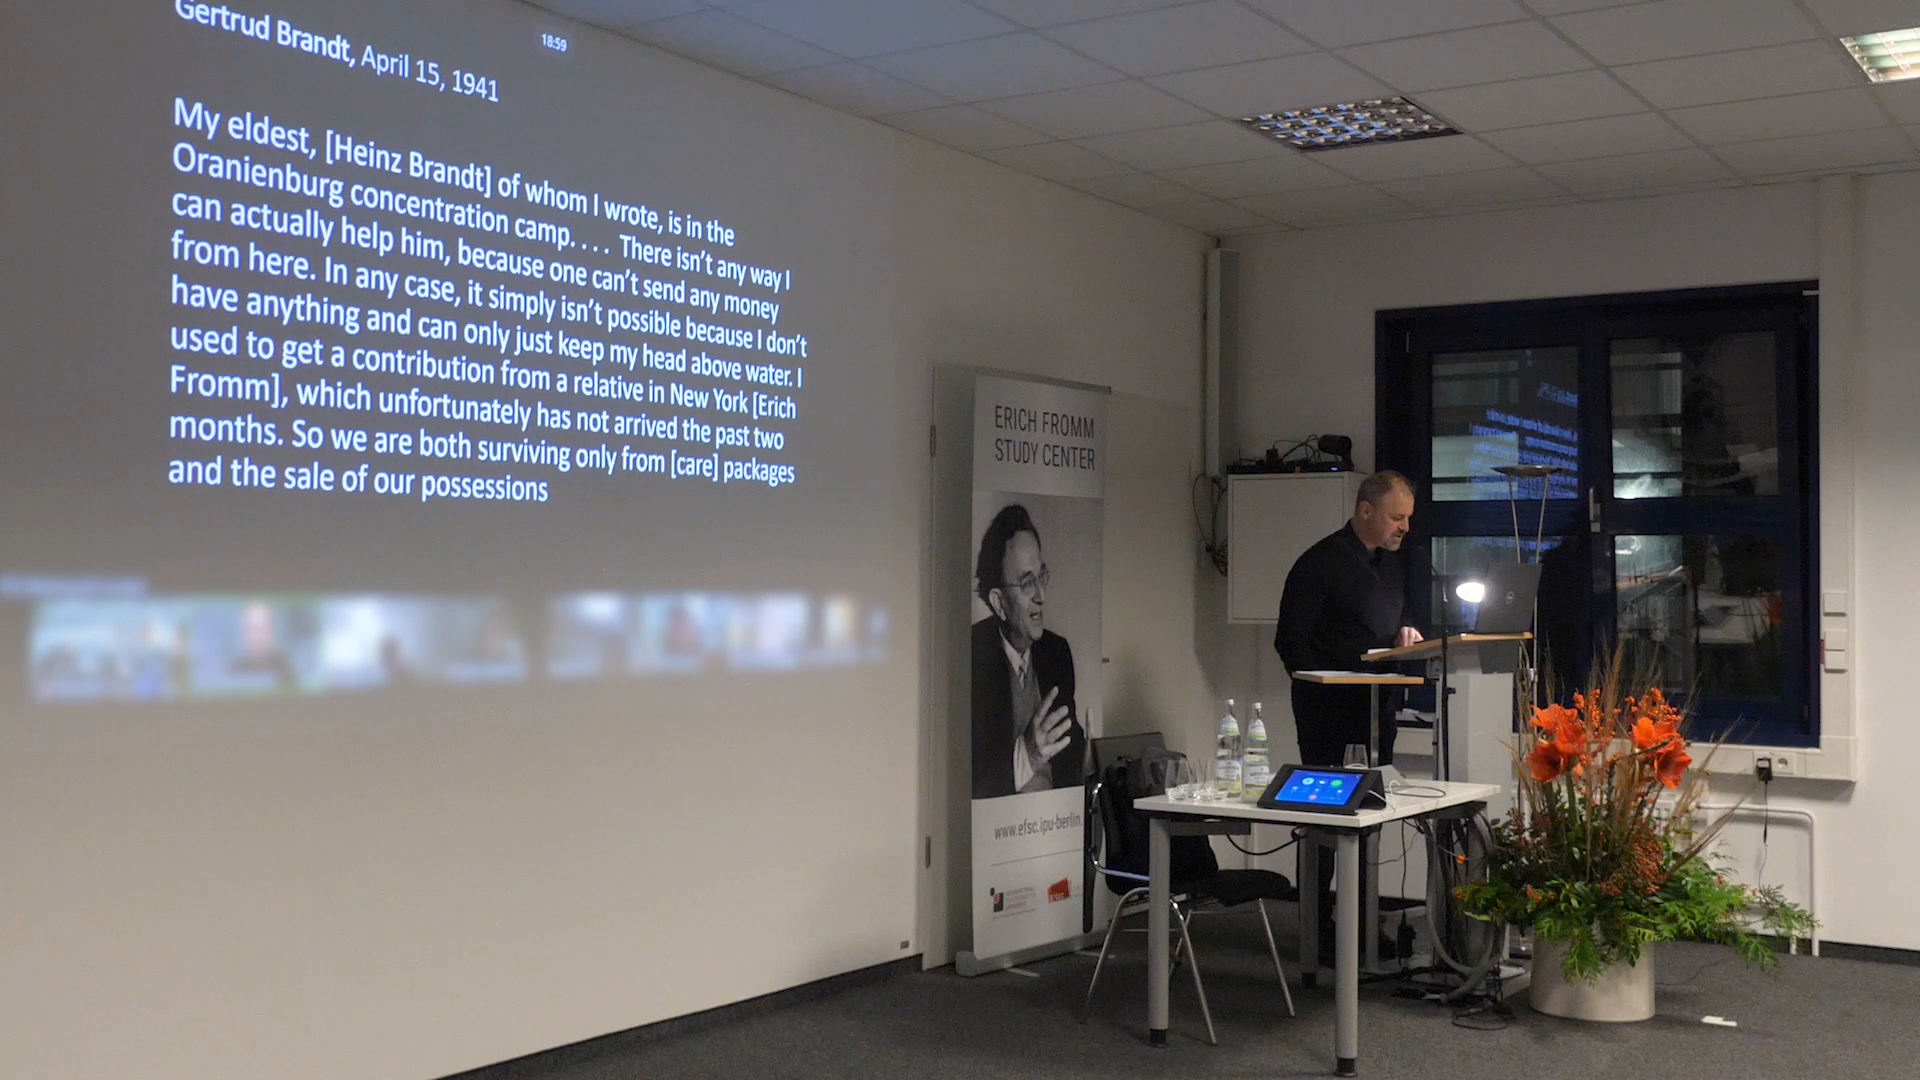 Gertrud Brandt, April 15, 1941
18:59
My eldest, [Heinz Brandt] of whom I wrote, is in the
Oranienburg concentration camp. . . . There isn't any way I
can actually help him, because one can't send any money
from here. In any case, it simply isn't possible because I don't
have anything and can only just keep my head above water. I
used to get a contribution from a relative in New York [Erich
Fromm], which unfortunately has not arrived the past two
months. So we are both surviving only from [care] packages
and the sale of our possessions
ERICH FROMM
STUDY CENTER
www.efsc.ipu-berlin.